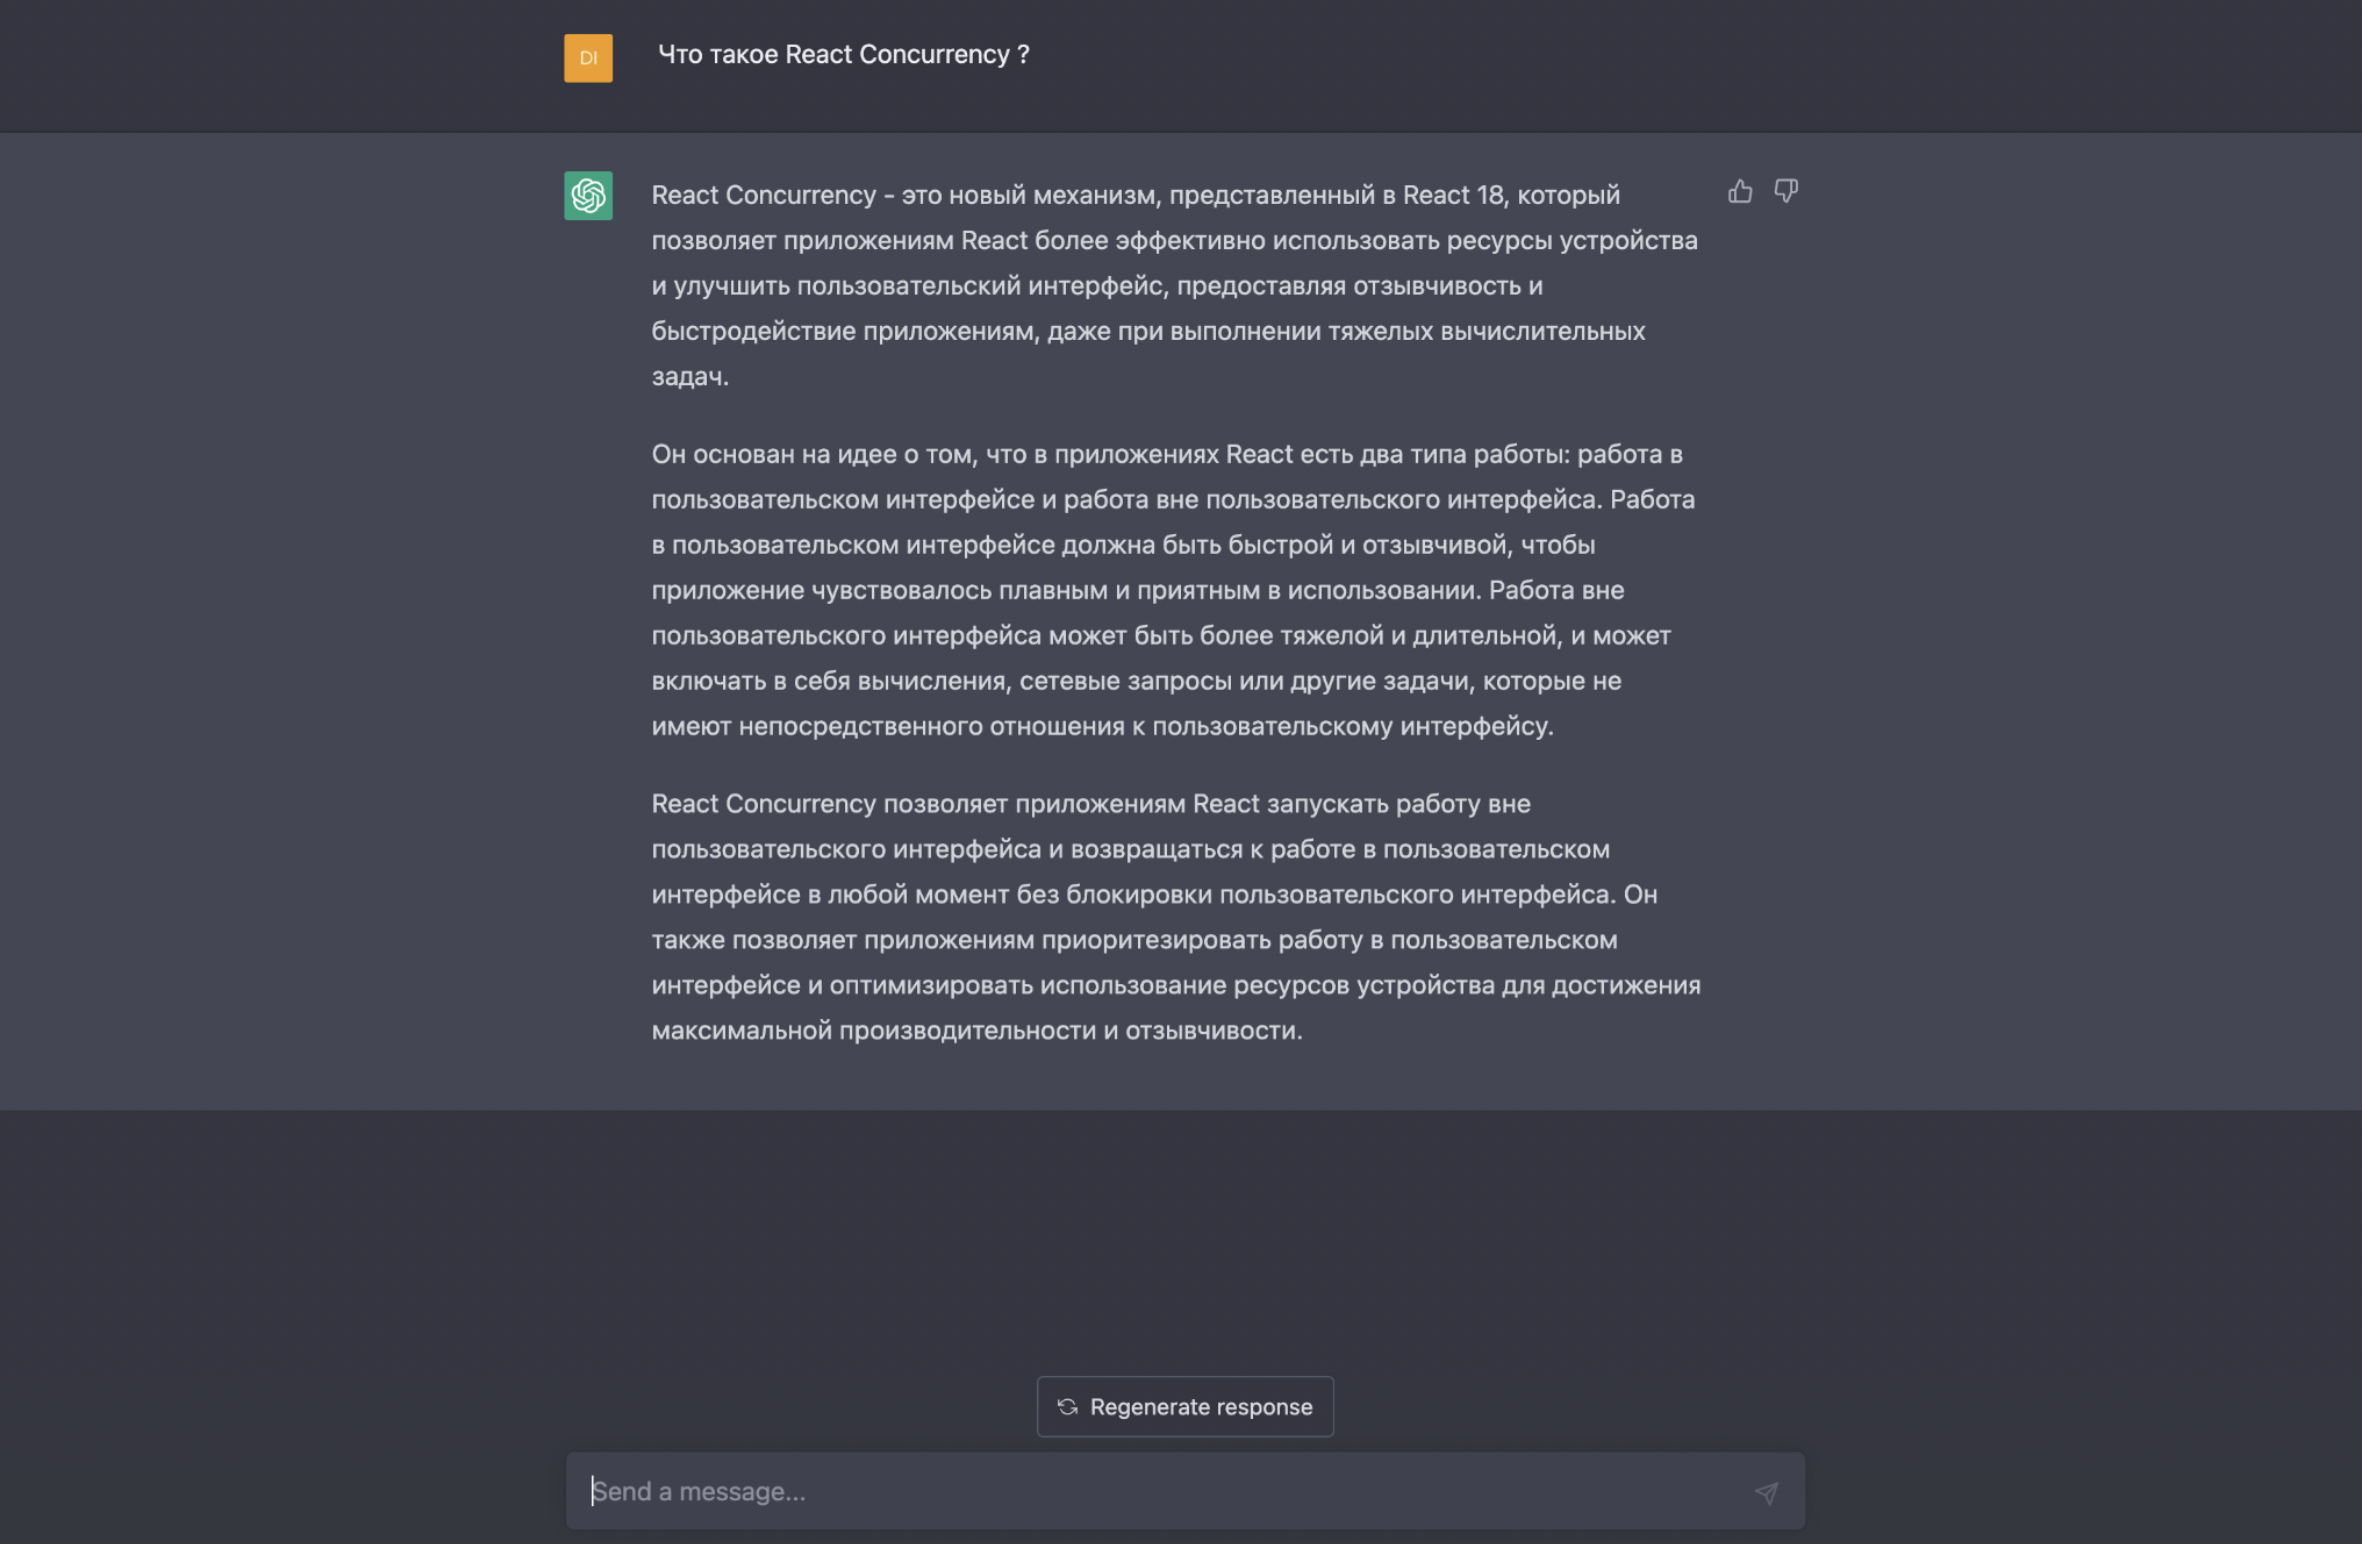 DI
Что такое React Concurrency ?
React Concurrency - это новый механизм, представленный в React 18, который
позволяет приложениям React более эффективно использовать ресурсы устройства
и улучшить пользовательский интерфейс, предоставляя отзывчивость и
быстродействие приложениям, даже при выполнении тяжелых вычислительных
задач.
Он основан на идее о том, что в приложениях React есть два типа работы: работа в
пользовательском интерфейсе и работа вне пользовательского интерфейса. Работа
в пользовательском интерфейсе должна быть быстрой и отзывчивой, чтобы
приложение чувствовалось плавным и приятным в использовании. Работа вне
пользовательского интерфейса может быть более тяжелой и длительной, и может
включать в себя вычисления, сетевые запросы или другие задачи, которые не
имеют непосредственного отношения к пользовательскому интерфейсу.
React Concurrency позволяет приложениям React запускать работу вне
пользовательского интерфейса и возвращаться к работе в пользовательском
интерфейсе в любой момент без блокировки пользовательского интерфейса. Он
также позволяет приложениям приоритезировать работу в пользовательском
интерфейсе и оптимизировать использование ресурсов устройства для достижения
максимальной производительности и отзывчивости.
Regenerate response
Send a message...